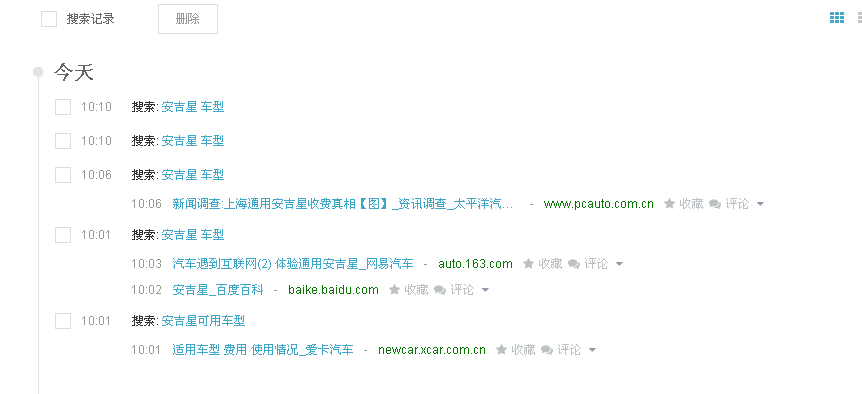 搜索记录 删除
今天
10:10 搜索: 安吉星 车型
10:10 搜索: 安吉星 车型
10:06 搜索: 安吉星 车型
10:06 新闻调查:上海通用安吉星收费真相【图】_资讯调查_太平洋汽... - www.pcauto.com.cn 收藏 评论
10:01 搜索: 安吉星 车型
10:03 汽车遇到互联网(2) 体验通用安吉星_网易汽车 - auto.163.com 收藏 评论
10:02 安吉星_百度百科 - baike.baidu.com 收藏 评论
10:01 搜索: 安吉星可用车型
10:01 适用车型 费用 使用情况_爱卡汽车 - newcar.xcar.com.cn 收藏 评论